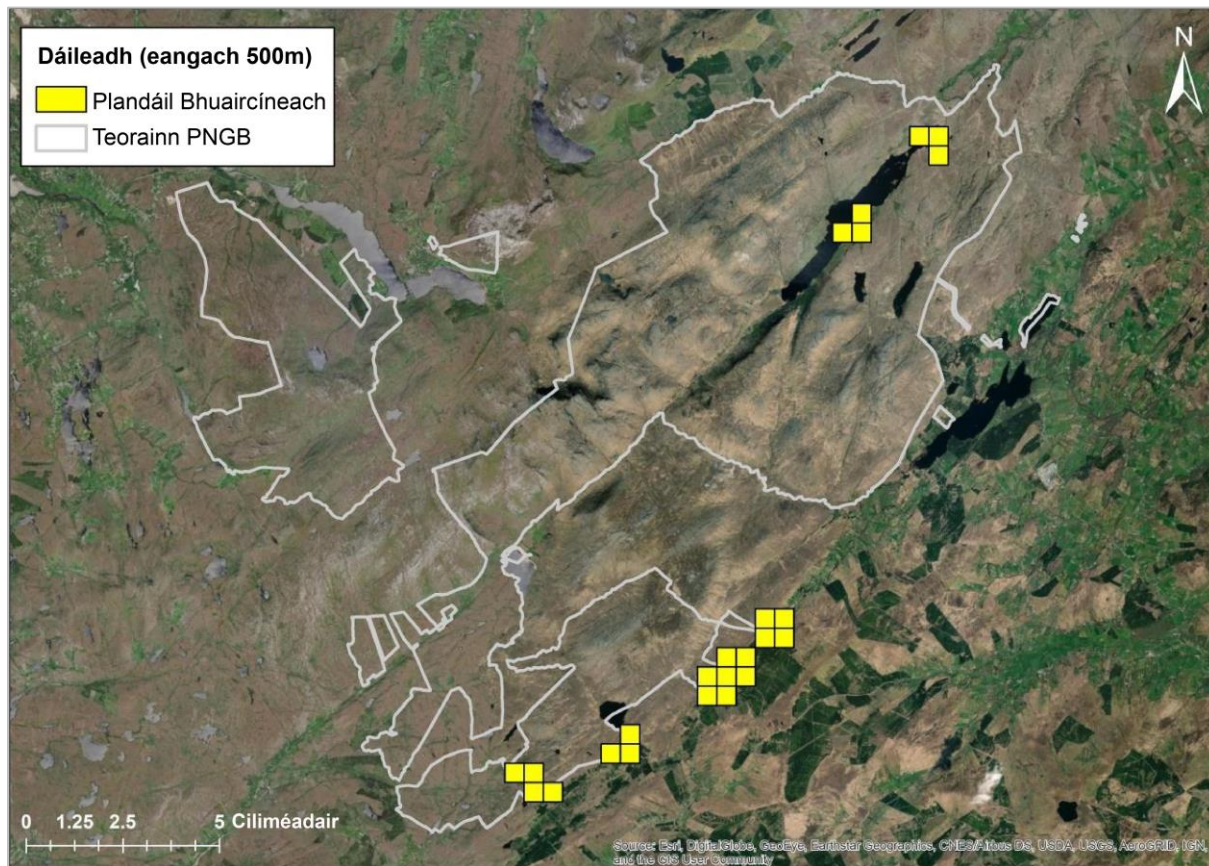 Dáileadh (eangach 500m)
Plandáil Bhuaircíneach
Teorainn PNGB
N
0 1.25 2.5 5 Ciliméadair
Source: Esri, DigitalGlobe, GeoEye, Earthstar Geographics, CNES/Airbus DS, USDA, USGS, AeroGRID, IGN,
and the GIS User Community